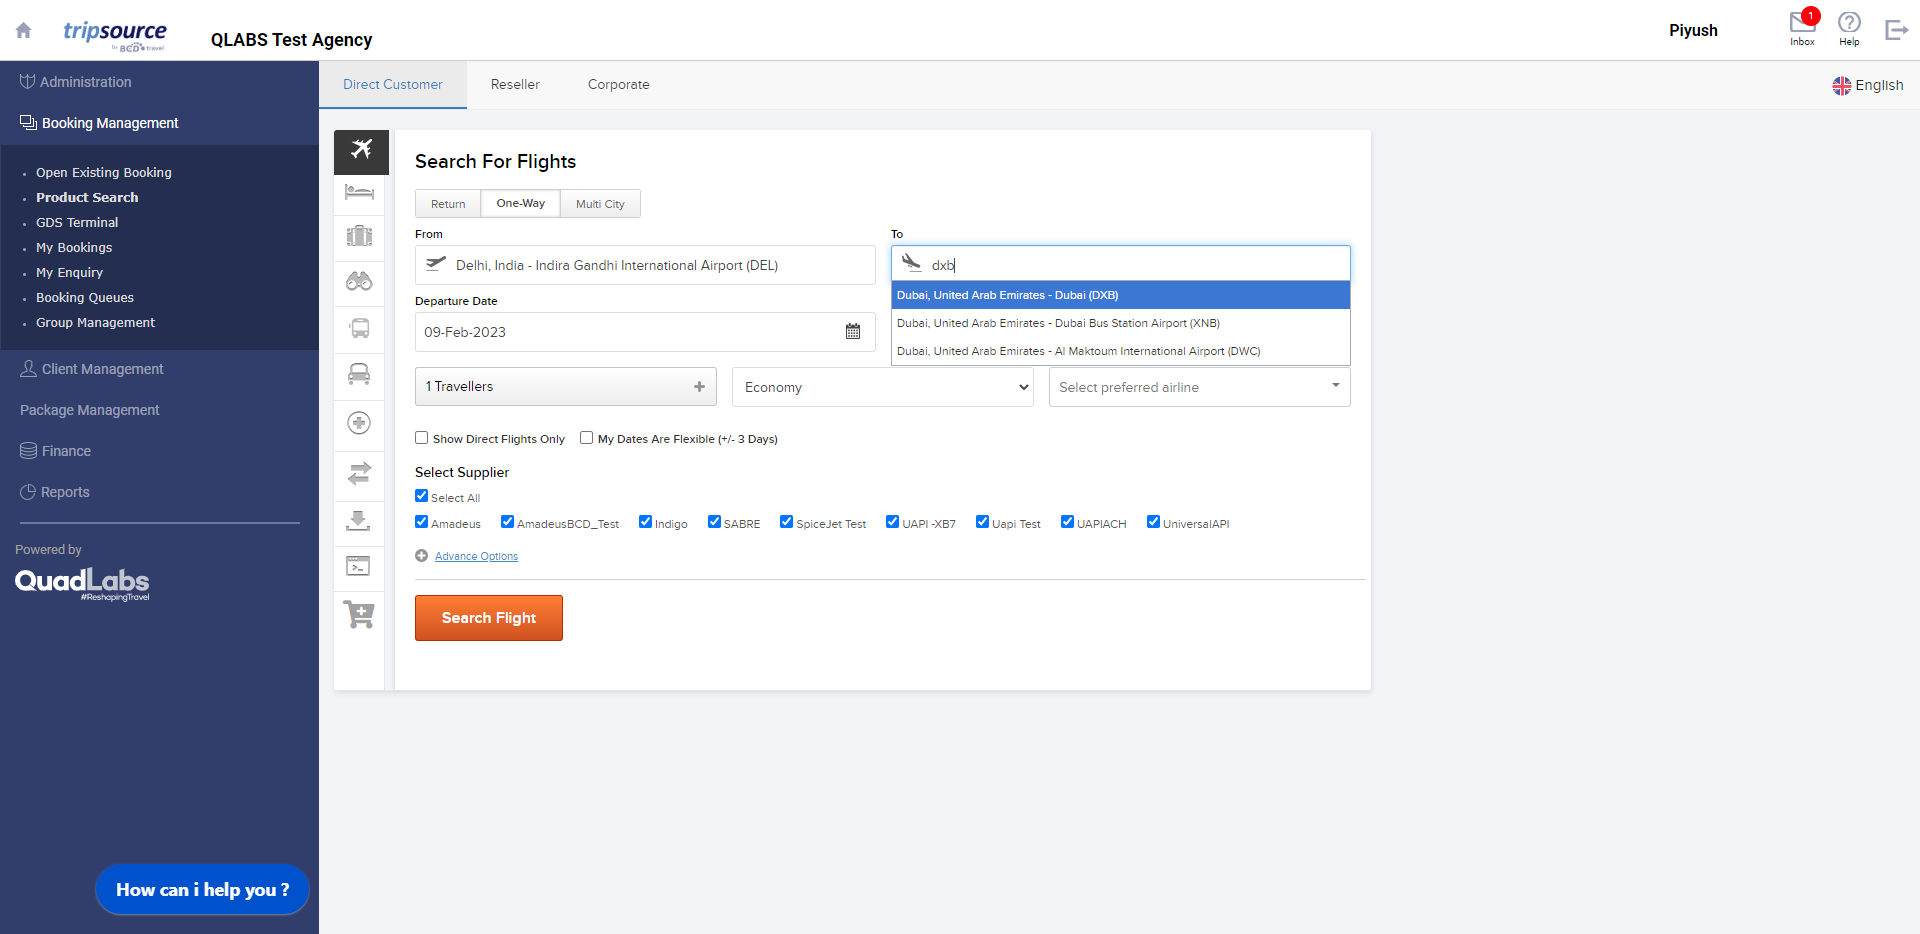 tripsource
by BCD travel
QLABS Test Agency
Piyush
1
Inbox
Help
Administration
Booking Management
Open Existing Booking
Product Search
GDS Terminal
My Bookings
My Enquiry
Booking Queues
Group Management
Client Management
Package Management
Finance
Reports
Powered by
QuadLabs
#ReshapingTravel
How can i help you ?
Direct Customer
Reseller
Corporate
English
Search For Flights
Return
One-Way
Multi City
From
Delhi, India - Indira Gandhi International Airport (DEL)
To
dxb
Dubai, United Arab Emirates - Dubai (DXB)
Dubai, United Arab Emirates - Dubai Bus Station Airport (XNB)
Dubai, United Arab Emirates - Al Maktoum International Airport (DWC)
Departure Date
09-Feb-2023
1 Travellers
Economy
Select preferred airline
Show Direct Flights Only
My Dates Are Flexible (+/- 3 Days)
Select Supplier
Select All
Amadeus
AmadeusBCD_Test
Indigo
SABRE
SpiceJet Test
UAPI -XB7
Uapi Test
UAPIACH
UniversalAPI
Advance Options
Search Flight